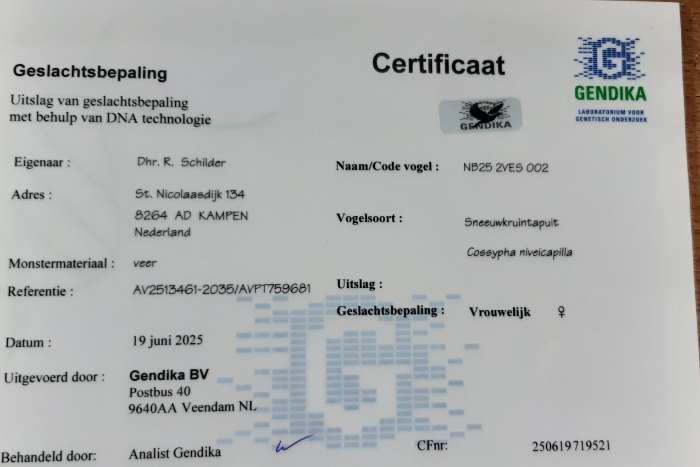 Geslachtsbepaling
Certificaat
GENDIKA
LABORATORIUM VOOR
GENETISCH ONDERZOEK
Uitslag van geslachtsbepaling
met behulp van DNA technologie
GENDIKA
Eigenaar : Dhr. R. Schilder
Naam/Code vogel : NB25 2VES 002
Adres : St. Nicolaasdijk 134
8264 AD KAMPEN
Nederland
Vogelsoort : Sneeuwkruintapuit
Cossypha niveicapilla
Monstermateriaal : veer
Referentie : AV2513461-2035/AVPT759681
Uitslag :
Geslachtsbepaling : Vrouwelijk ♀
Datum : 19 juni 2025
Uitgevoerd door : Gendika BV
Postbus 40
9640AA Veendam NL
Behandeld door: Analist Gendika
CFnr: 250619719521